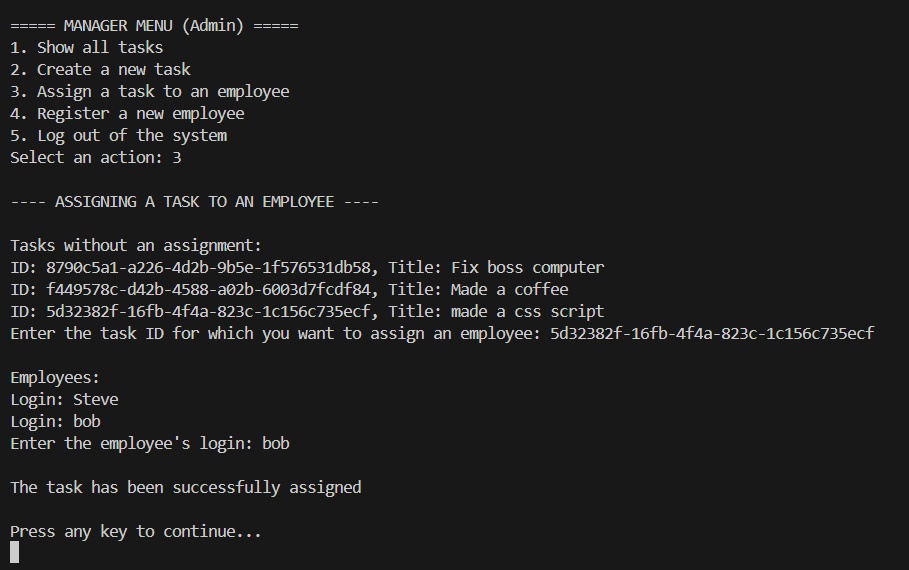 ===== MANAGER MENU (Admin) =====
1. Show all tasks
2. Create a new task
3. Assign a task to an employee
4. Register a new employee
5. Log out of the system
Select an action: 3
---- ASSIGNING A TASK TO AN EMPLOYEE ----
Tasks without an assignment:
ID: 8790c5a1-a226-4d2b-9b5e-1f576531db58, Title: Fix boss computer
ID: f449578c-d42b-4588-a02b-6003d7fcdf84, Title: Made a coffee
ID: 5d32382f-16fb-4f4a-823c-1c156c735ecf, Title: made a css script
Enter the task ID for which you want to assign an employee: 5d32382f-16fb-4f4a-823c-1c156c735ecf
Employees:
Login: Steve
Login: bob
Enter the employee's login: bob
The task has been successfully assigned
Press any key to continue...